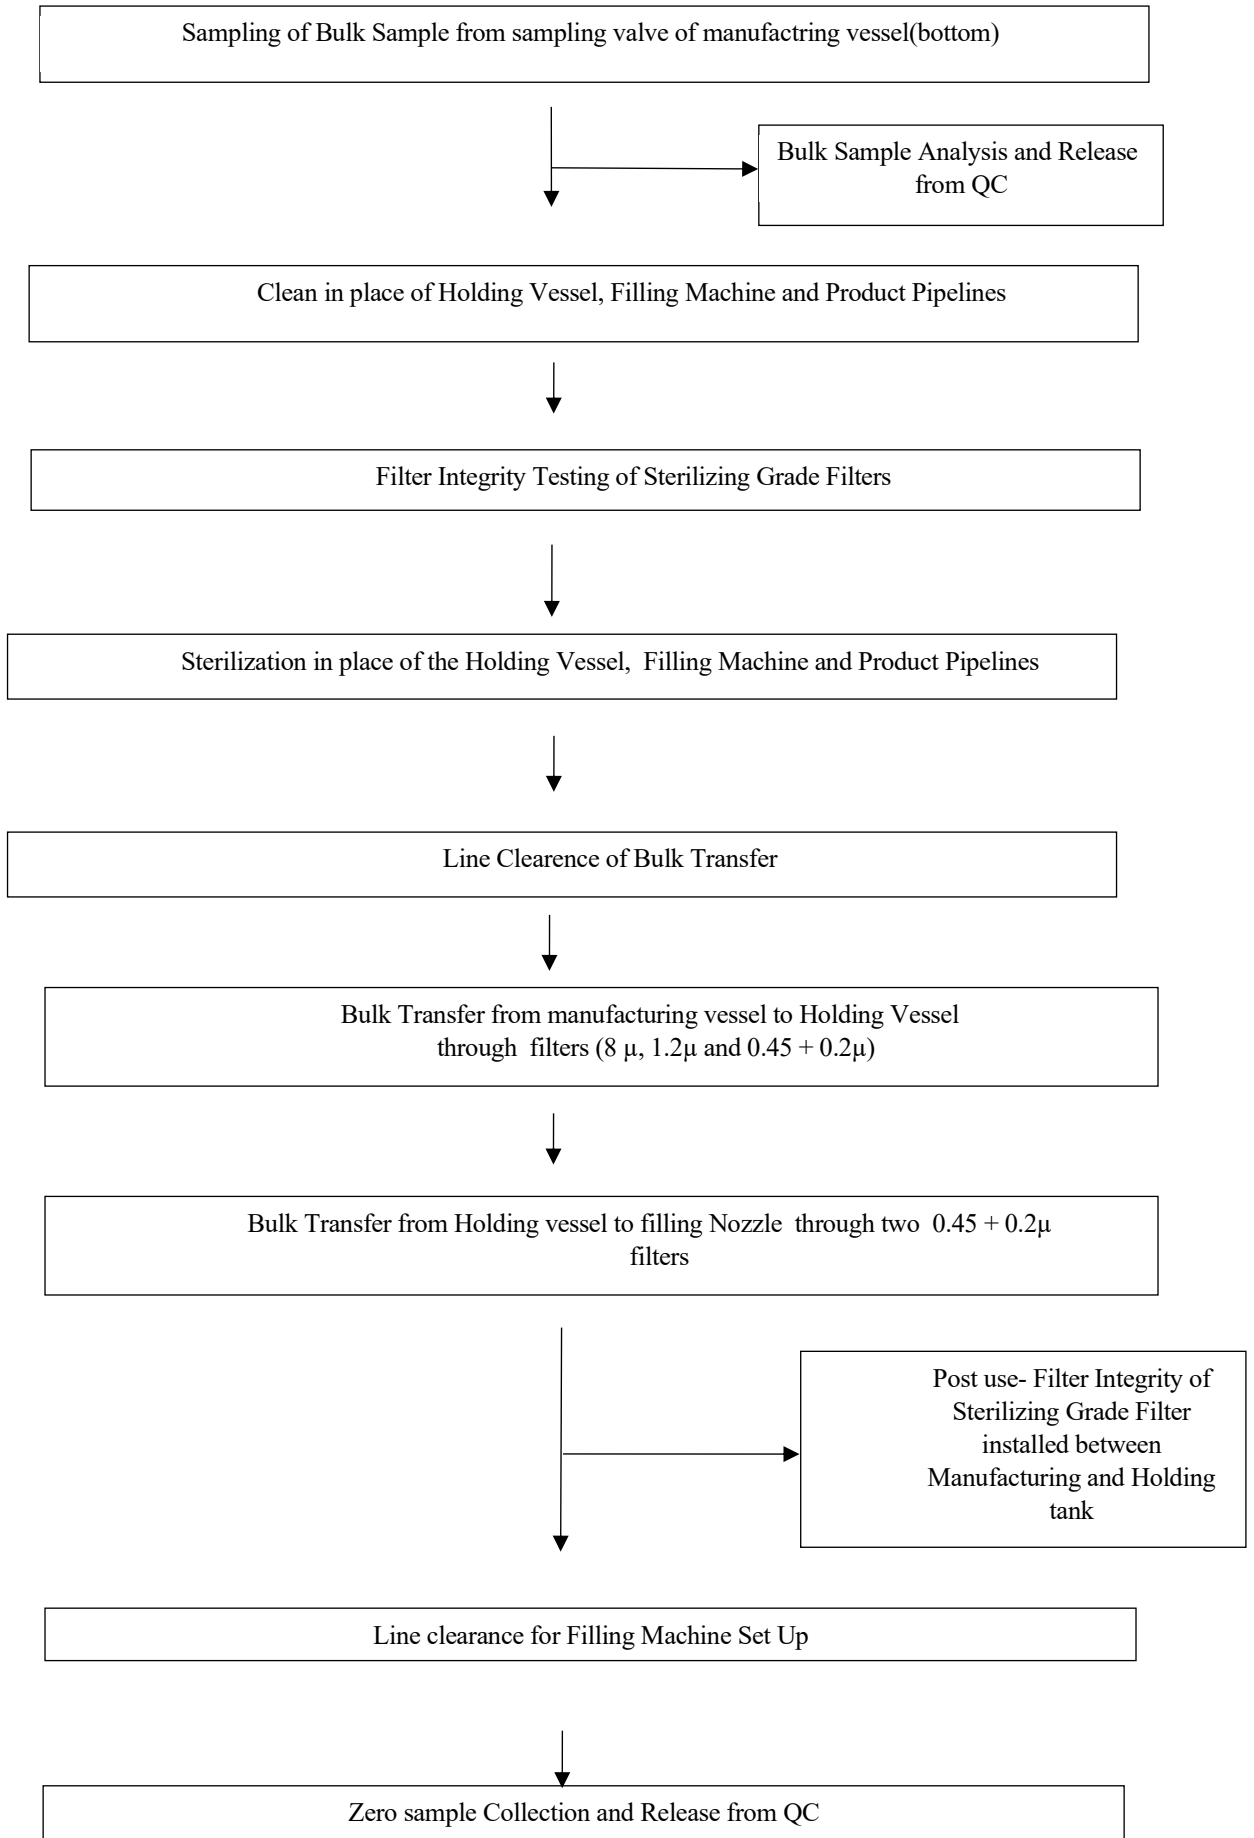 Sampling of Bulk Sample from sampling valve of manufactring vessel(bottom)
Bulk Sample Analysis and Release
from QC
Clean in place of Holding Vessel, Filling Machine and Product Pipelines
Filter Integrity Testing of Sterilizing Grade Filters
Sterilization in place of the Holding Vessel, Filling Machine and Product Pipelines
Line Clearence of Bulk Transfer
Bulk Transfer from manufacturing vessel to Holding Vessel
through filters (8 µ, 1.2µ and 0.45 + 0.2µ)
Bulk Transfer from Holding vessel to filling Nozzle through two 0.45 + 0.2µ
filters
Post use- Filter Integrity of
Sterilizing Grade Filter
installed between
Manufacturing and Holding
tank
Line clearance for Filling Machine Set Up
Zero sample Collection and Release from QC